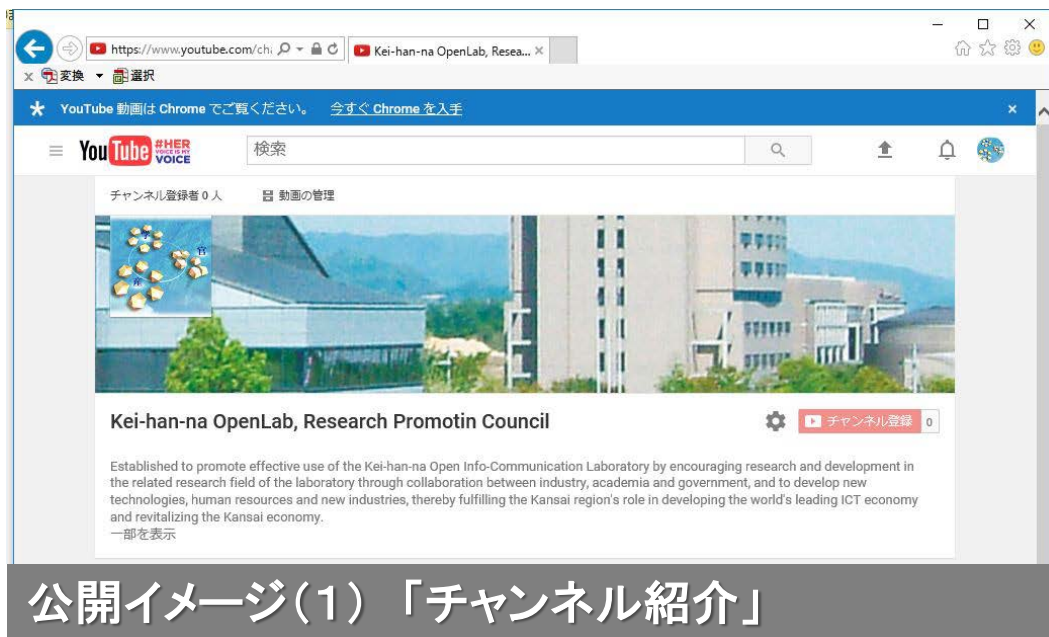 https://www.youtube.com/ch
Kei-han-na OpenLab, Resea...
x 変換 選択
YouTube 動画は Chrome でご覧ください。 今すぐ Chrome を入手
YouTube #HER VOICE IS MY VOICE
検索
チャンネル登録者 0 人 動画の管理
学
官
産
Kei-han-na OpenLab, Research Promotin Council
チャンネル登録 0
Established to promote effective use of the Kei-han-na Open Info-Communication Laboratory by encouraging research and development in
the related research field of the laboratory through collaboration between industry, academia and government, and to develop new
technologies, human resources and new industries, thereby fulfilling the Kansai region's role in developing the world's leading ICT economy
and revitalizing the Kansai economy.
一部を表示
公開イメージ(1) 「チャンネル紹介」